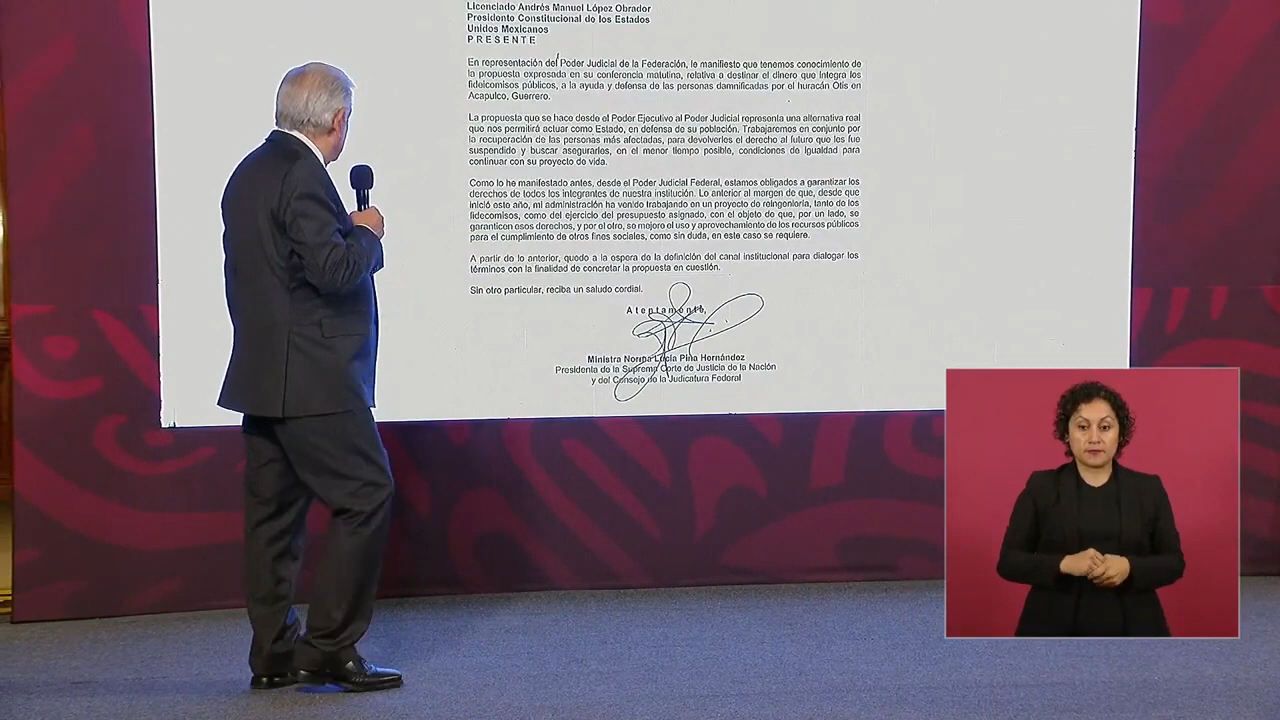 Licenciado Andrés Manuel López Obrador
Presidente Constitucional de los Estados
Unidos Mexicanos
P R E S E N T E
En representación del Poder Judicial de la Federación, le manifiesto que tenemos conocimiento de
la propuesta expresada en su conferencia matutina, relativa a destinar el dinero que integra los
fideicomisos públicos, a la ayuda y defensa de las personas damnificadas por el huracán Otis en
Acapulco, Guerrero.
La propuesta que se hace desde el Poder Ejecutivo al Poder Judicial representa una alternativa real
que nos permitirá actuar como Estado, en defensa de su población. Trabajaremos en conjunto por
la recuperación de las personas más afectadas, para devolverles el derecho al futuro que les fue
suspendido y buscar asegurarles, en el menor tiempo posible, condiciones de igualdad para
continuar con su proyecto de vida.
Como lo he manifestado antes, desde el Poder Judicial Federal, estamos obligados a garantizar los
derechos de todos los integrantes de nuestra institución. Lo anterior al margen de que, desde que
inició este año, mi administración ha venido trabajando en un proyecto de reingeniería, tanto de los
fideicomisos, como del ejercicio del presupuesto asignado, con el objeto de que, por un lado, se
garanticen esos derechos, y por el otro, se mejore el uso y aprovechamiento de los recursos públicos
para el cumplimiento de otros fines sociales, como sin duda, en este caso se requiere.
A partir de lo anterior, quedo a la espera de la definición del canal institucional para dialogar los
términos con la finalidad de concretar la propuesta en cuestión.
Sin otro particular, reciba un saludo cordial.
A t e n t a m e n t e,
Ministra Norma Lucía Piña Hernández
Presidenta de la Suprema Corte de Justicia de la Nación
y del Consejo de la Judicatura Federal